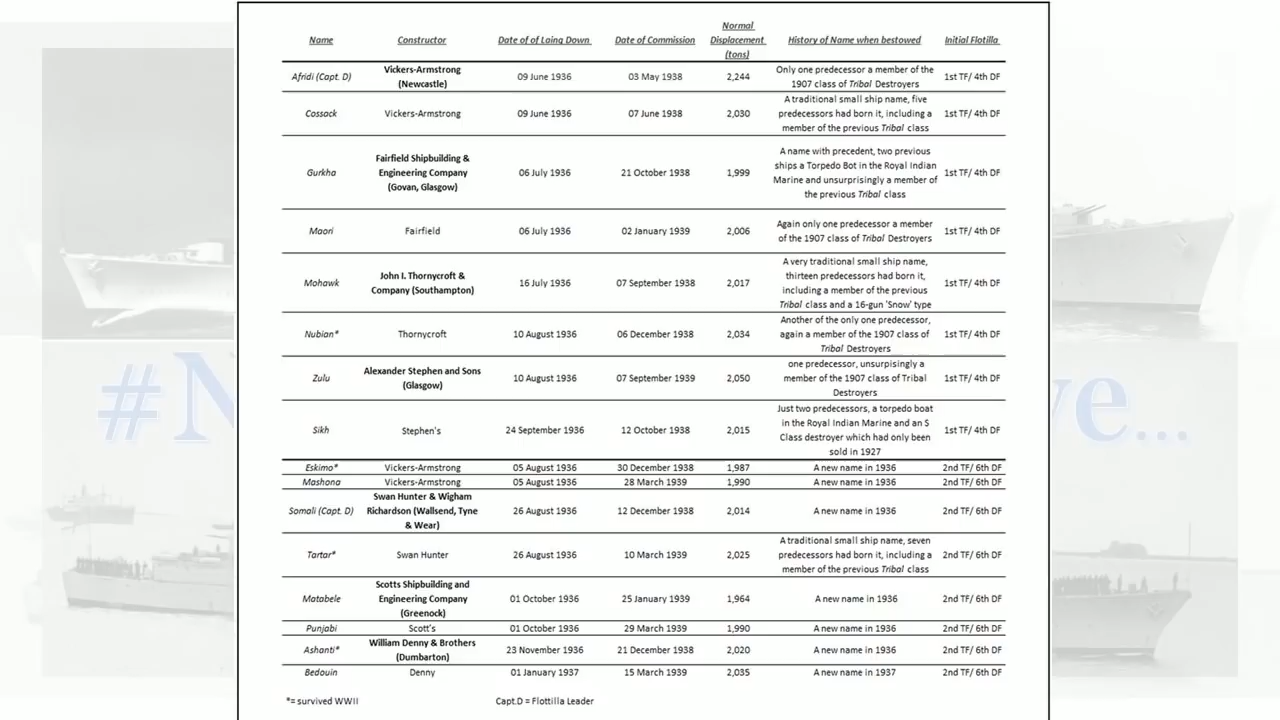 Name Constructor Date of of Laing Down Date of Commission Normal Displacement (tons) History of Name when bestowed Initial Flotilla
Afridi (Capt. D) Vickers-Armstrong (Newcastle) 09 June 1936 03 May 1938 2,244 Only one predecessor a member of the 1907 class of Tribal Destroyers 1st TF/ 4th DF
Cossack Vickers-Armstrong 09 June 1936 07 June 1938 2,030 A traditional small ship name, five predecessors had born it, including a member of the previous Tribal class 1st TF/ 4th DF
Gurkha Fairfield Shipbuilding & Engineering Company (Govan, Glasgow) 06 July 1936 21 October 1938 1,999 A name with precedent, two previous ships a Torpedo Bot in the Royal Indian Marine and unsurprisingly a member of the previous Tribal class 1st TF/ 4th DF
Maori Fairfield 06 July 1936 02 January 1939 2,006 Again only one predecessor a member of the 1907 class of Tribal Destroyers 1st TF/ 4th DF
Mohawk John I. Thornycroft & Company (Southampton) 16 July 1936 07 September 1938 2,017 A very traditional small ship name, thirteen predecessors had born it, including a member of the previous Tribal class and a 16-gun 'Snow' type 1st TF/ 4th DF
Nubian* Thornycroft 10 August 1936 06 December 1938 2,034 Another of the only one predecessor, again a member of the 1907 class of Tribal Destroyers 1st TF/ 4th DF
Zulu Alexander Stephen and Sons (Glasgow) 10 August 1936 07 September 1939 2,050 one predecessor, unsurpisingly a member of the 1907 class of Tribal Destroyers 1st TF/ 4th DF
Sikh Stephen's 24 September 1936 12 October 1938 2,015 Just two predecessors, a torpedo boat in the Royal Indian Marine and an S Class destroyer which had only been sold in 1927 1st TF/ 4th DF
Eskimo* Vickers-Armstrong 05 August 1936 30 December 1938 1,987 A new name in 1936 2nd TF/ 6th DF
Mashona Vickers-Armstrong 05 August 1936 28 March 1939 1,990 A new name in 1936 2nd TF/ 6th DF
Somali (Capt. D) Swan Hunter & Wigham Richardson (Wallsend, Tyne & Wear) 26 August 1936 12 December 1938 2,014 A new name in 1936 2nd TF/ 6th DF
Tartar* Swan Hunter 26 August 1936 10 March 1939 2,025 A traditional small ship name, seven predecessors had born it, including a member of the previous Tribal class 2nd TF/ 6th DF
Matabele Scotts Shipbuilding and Engineering Company (Greenock) 01 October 1936 25 January 1939 1,964 A new name in 1936 2nd TF/ 6th DF
Punjabi Scott's 01 October 1936 29 March 1939 1,990 A new name in 1936 2nd TF/ 6th DF
Ashanti* William Denny & Brothers (Dumbarton) 23 November 1936 21 December 1938 2,020 A new name in 1936 2nd TF/ 6th DF
Bedouin Denny 01 January 1937 15 March 1939 2,035 A new name in 1937 2nd TF/ 6th DF
*= survived WWII Capt.D = Flottilla Leader